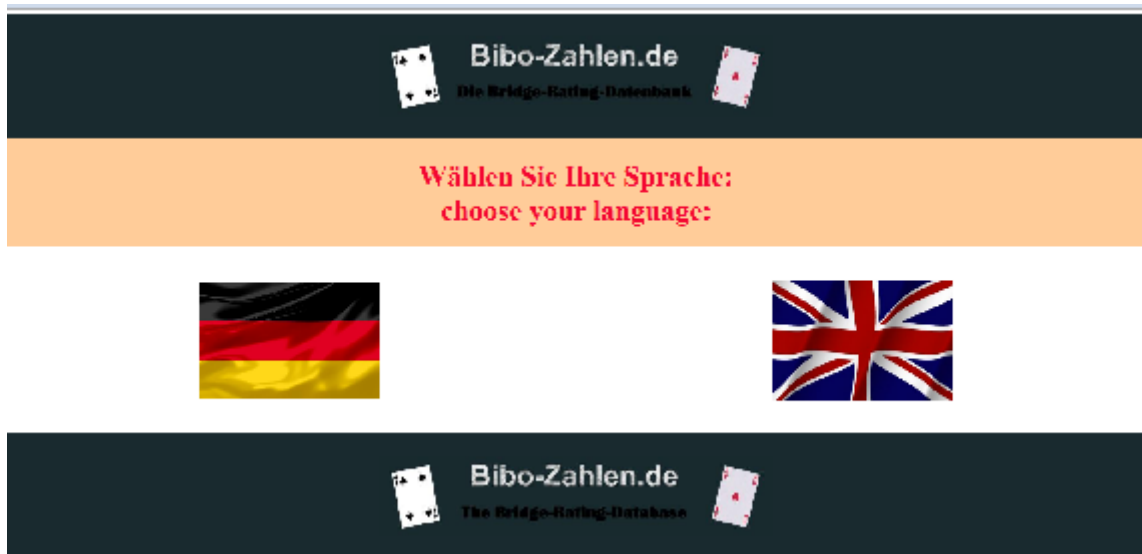 Bibo-Zahlen.de
Die Bridge-Rating-Datenbank
Wählen Sie Ihre Sprache:
choose your language:
Bibo-Zahlen.de
The Bridge-Rating-Database